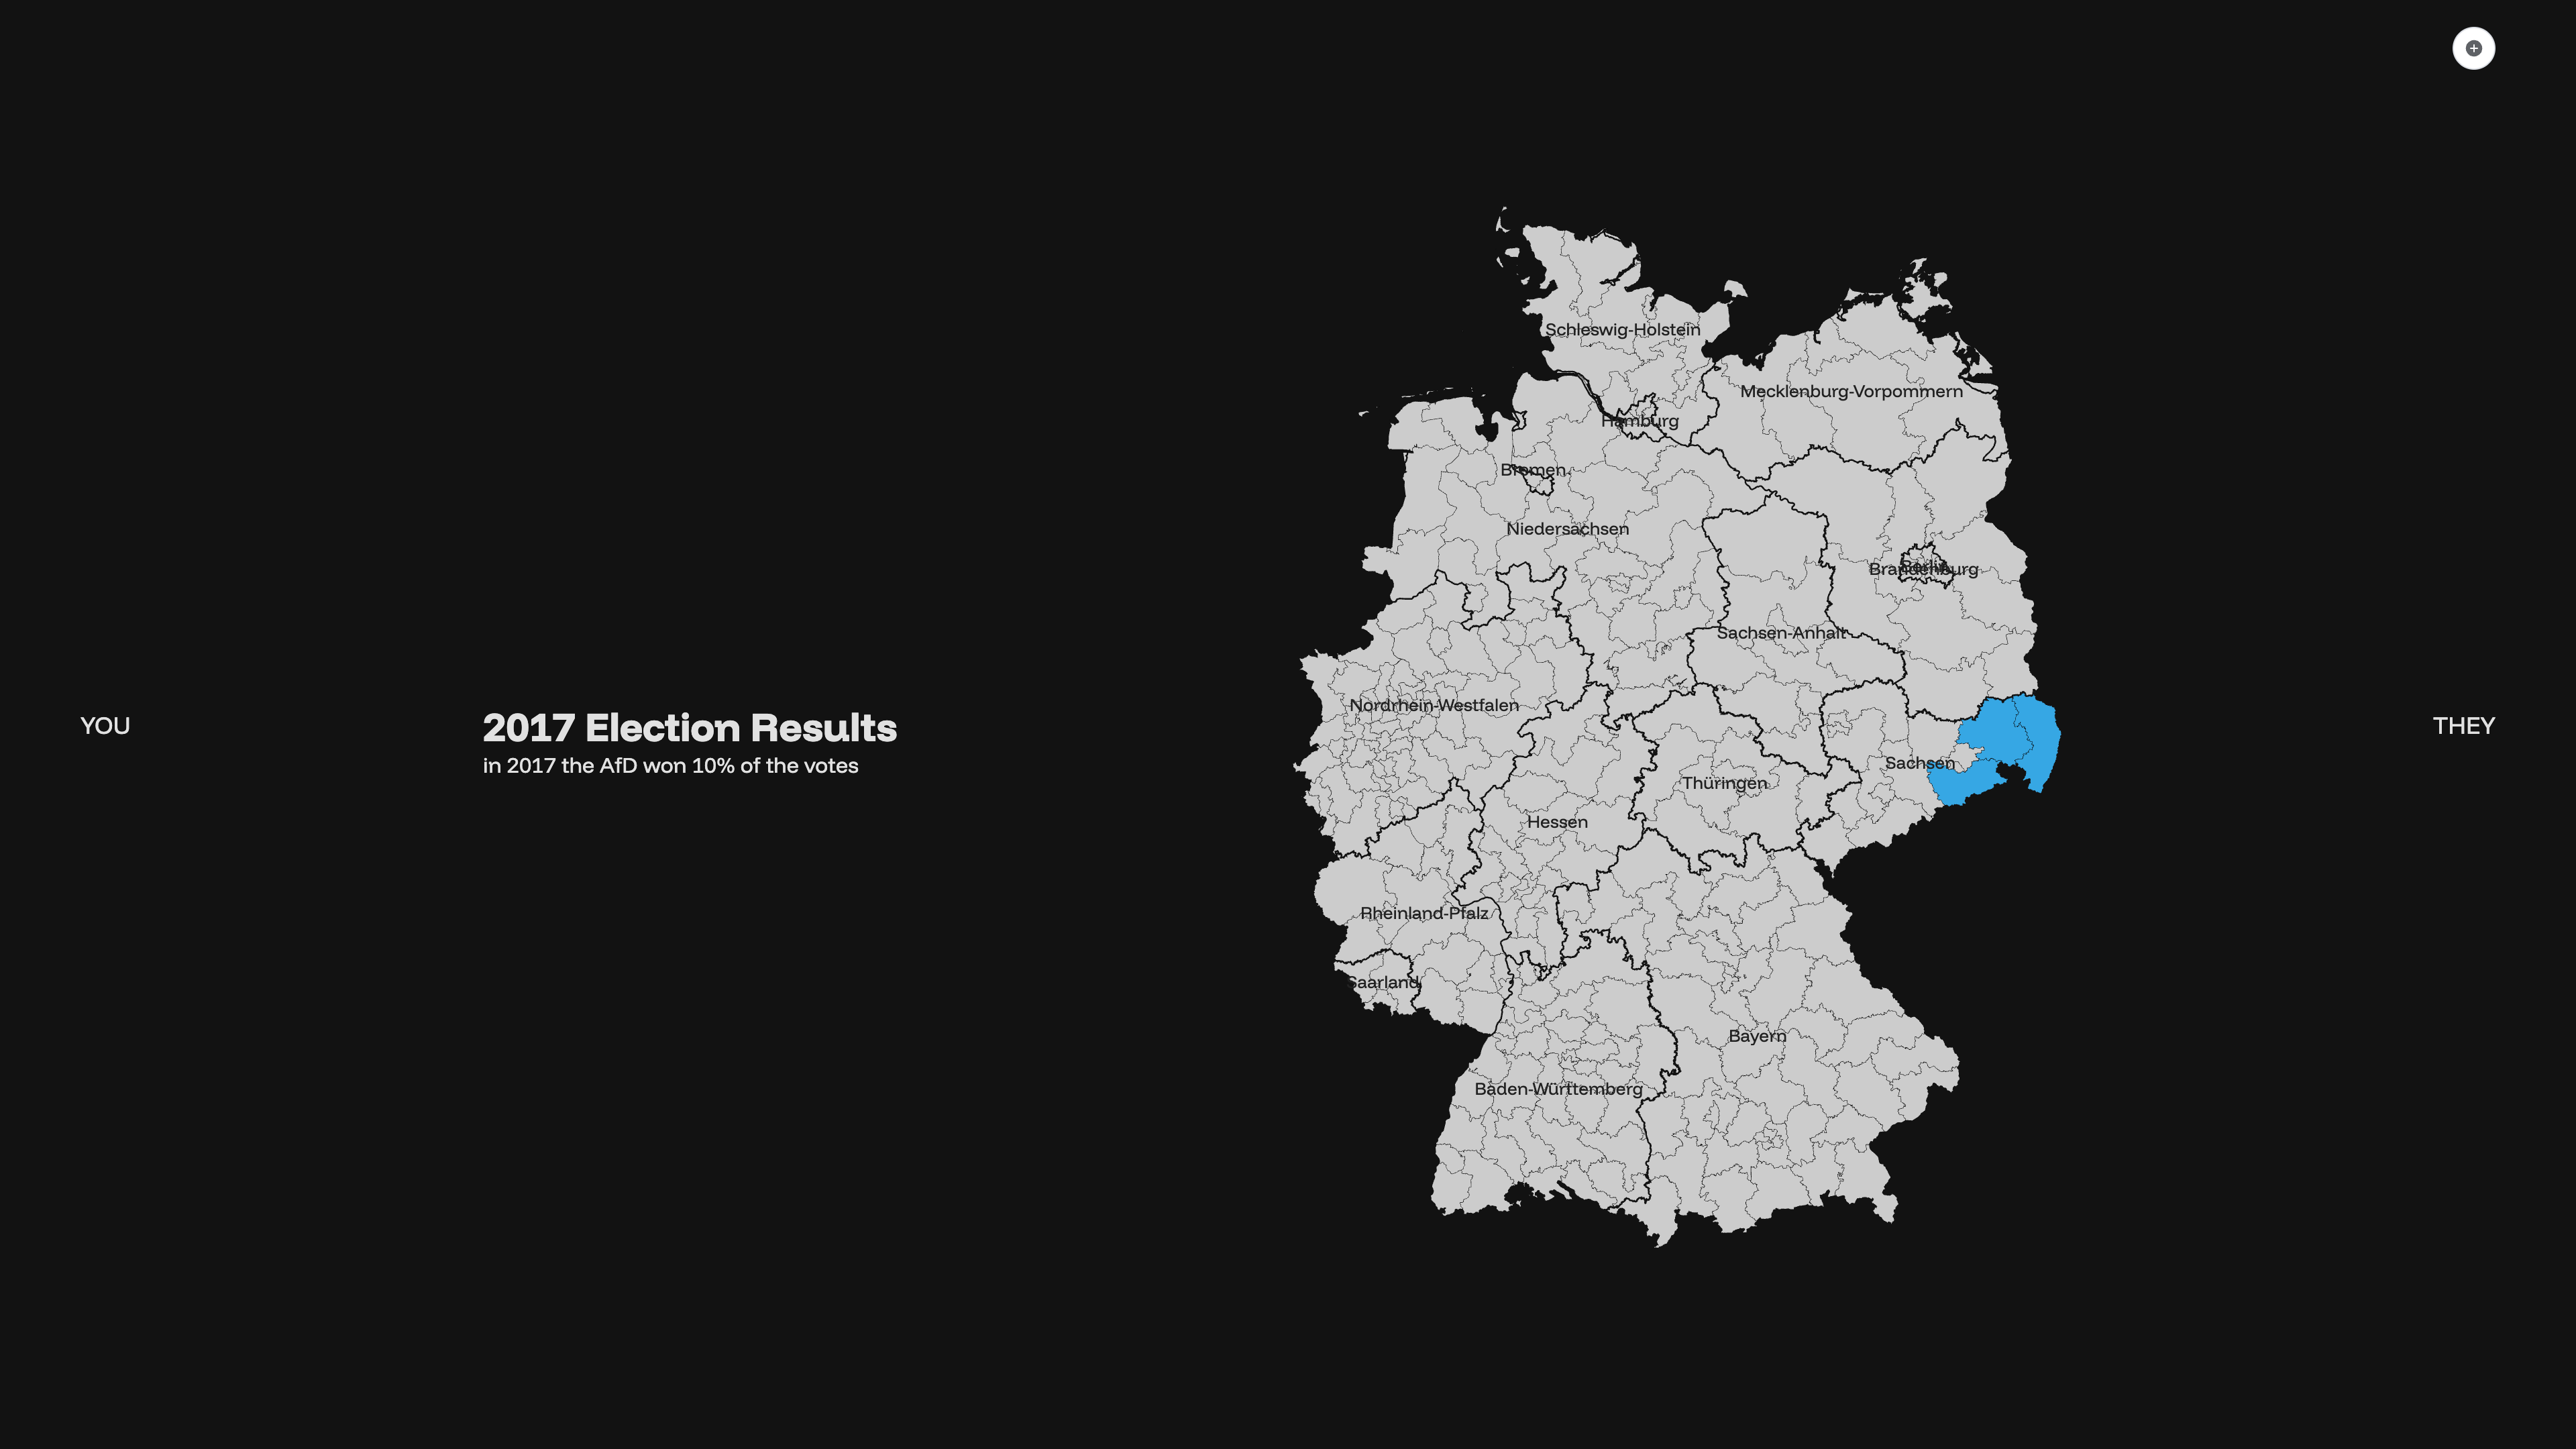 YOU
2017 Election Results
in 2017 the AfD won 10% of the votes
THEY
Schleswig-Holstein
Mecklenburg-Vorpommern
Hamburg
Bremen
Niedersachsen
Berlin
Brandenburg
Sachsen-Anhalt
Nordrhein-Westfalen
Sachsen
Thüringen
Hessen
Rheinland-Pfalz
Saarland
Bayern
Baden-Württemberg